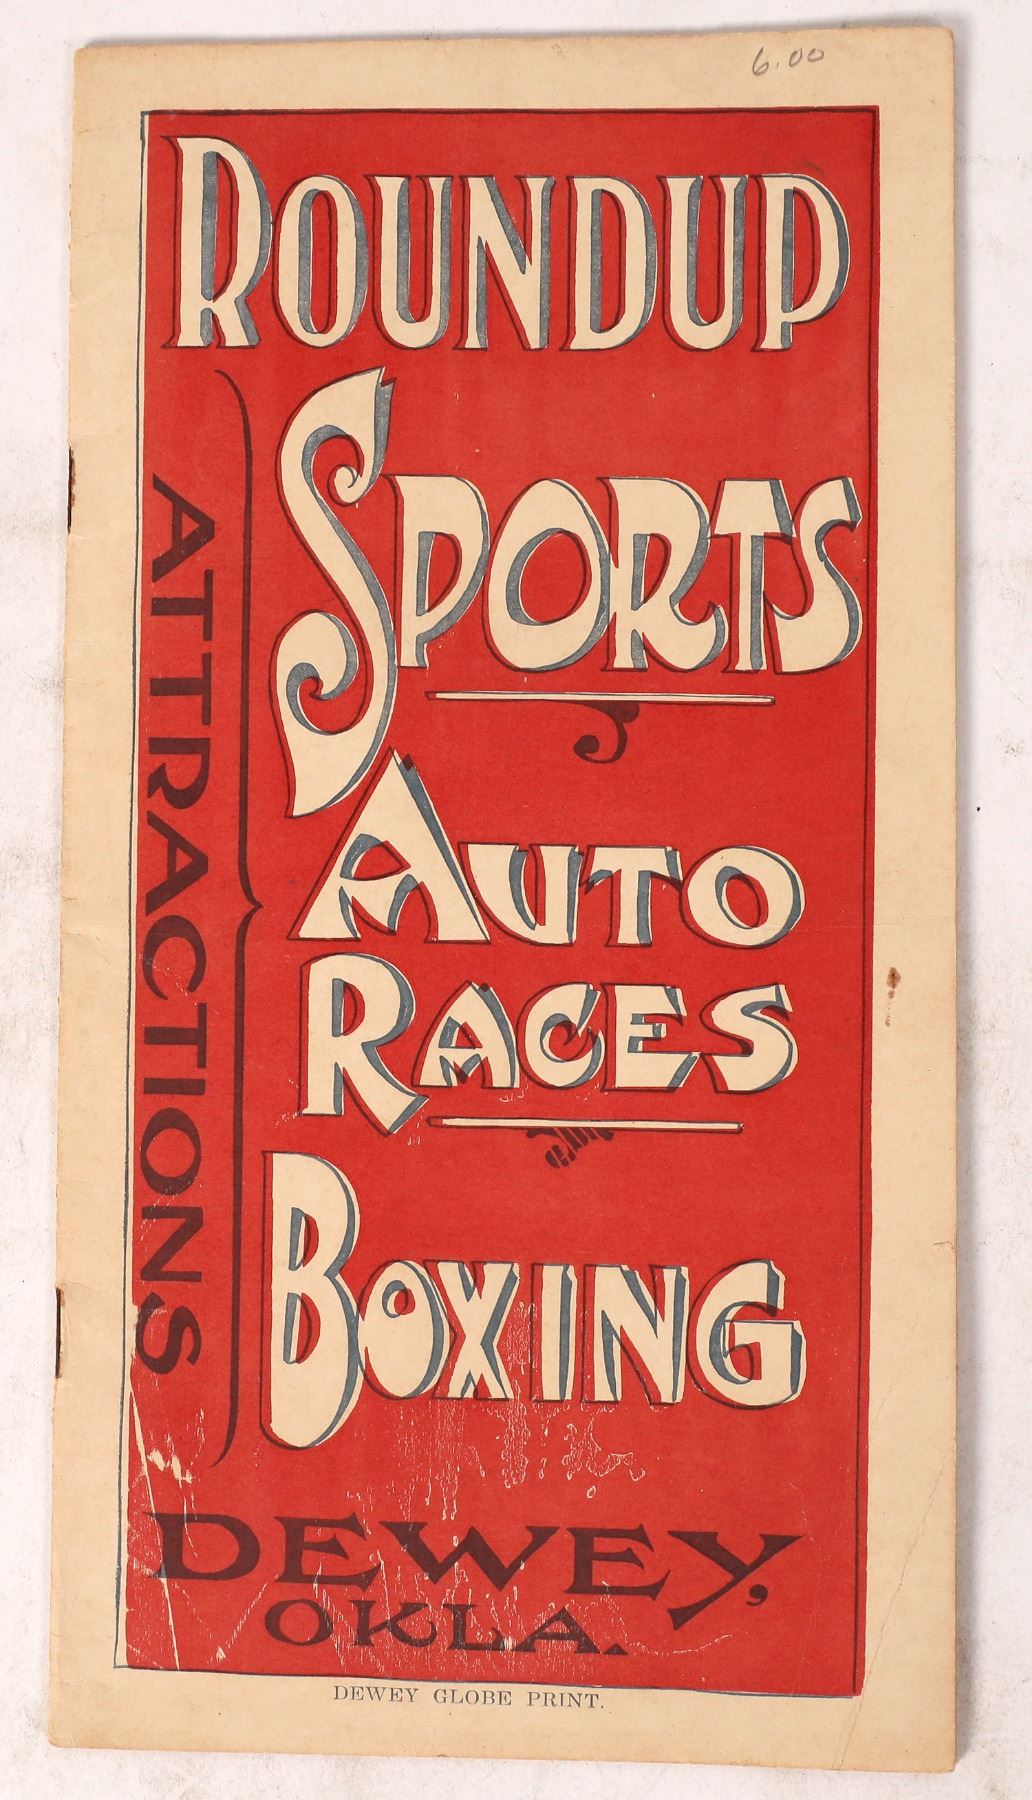 6.00
ROUNDUP
ATTRACTIONS
SPORTS
AUTO
RACES
BOXING
DEWEY,
OKLA.
DEWEY GLOBE PRINT.